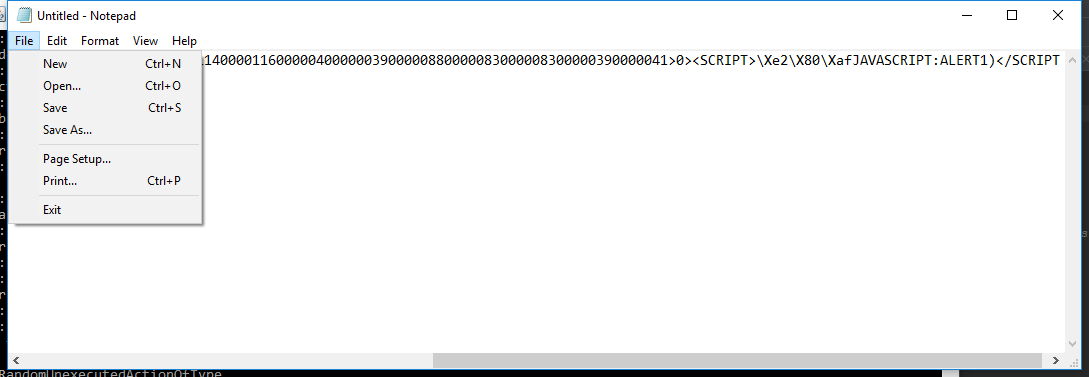 Untitled - Notepad
File Edit Format View Help
140000116000004000000390000088000008300000830000039000041>0><SCRIPT>\Xe2\X80\XafJAVASCRIPT:ALERT1)</SCRIPT
New Ctrl+N
Open... Ctrl+O
Save Ctrl+S
Save As...
Page Setup...
Print... Ctrl+P
Exit
RandomUnexecutedActionOfType